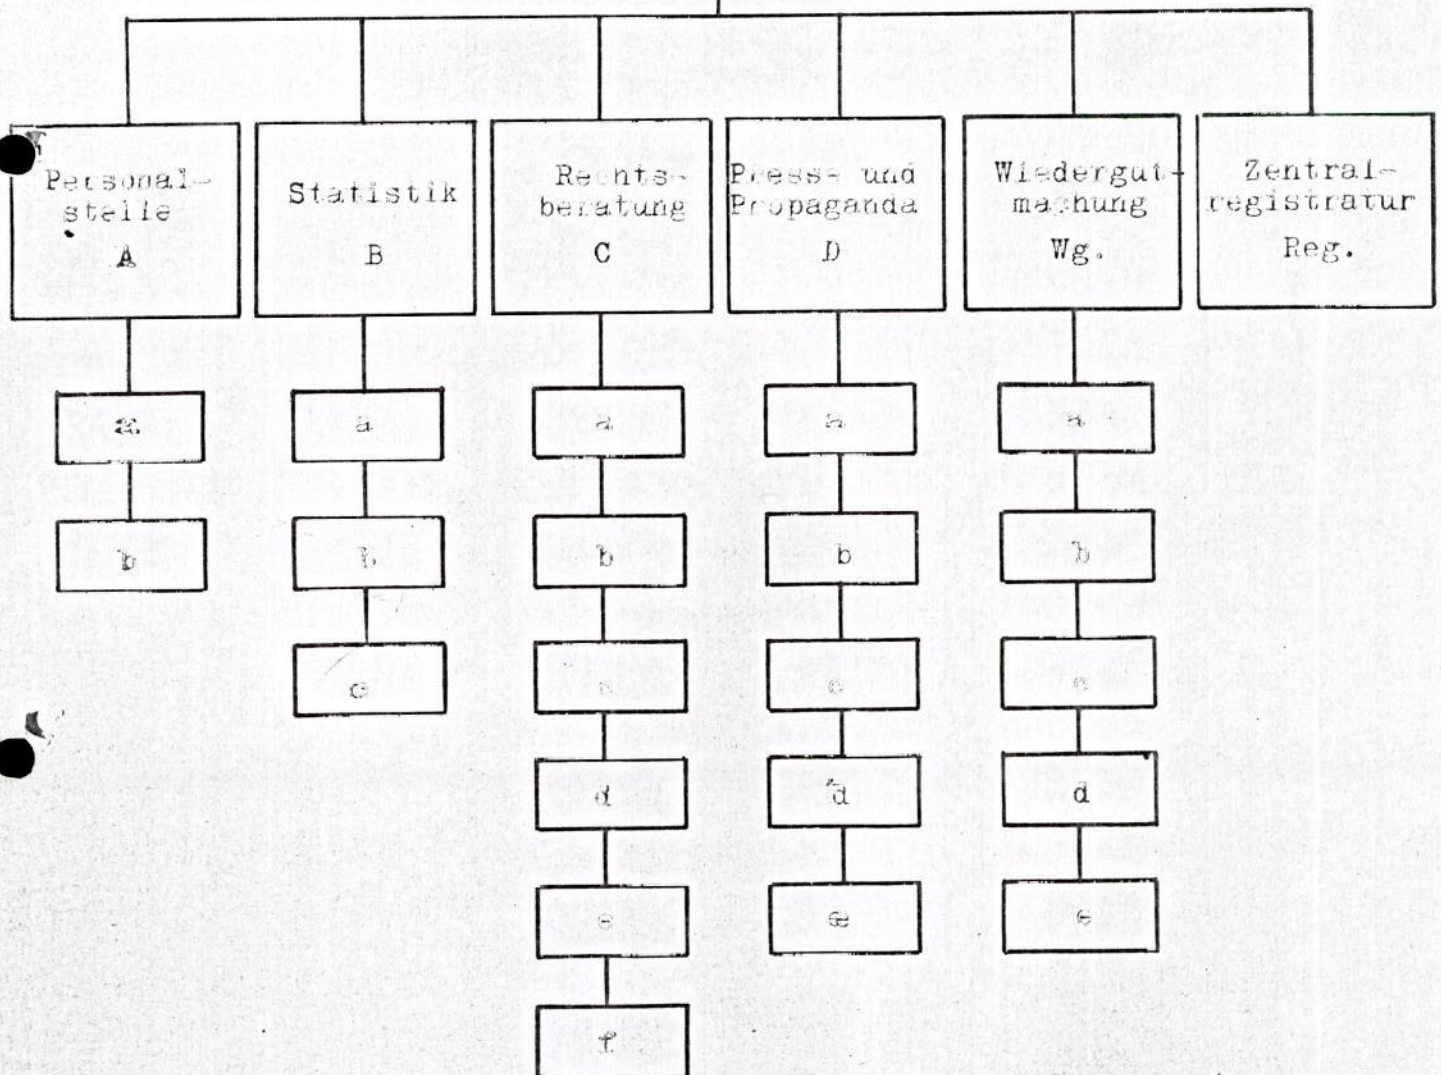 Personal-
stelle
A
Statistik
B
Rechts-
beratung
C
Presse und
Propaganda
D
Wiedergut-
machung
Wg.
Zentral-
registratur
Reg.
a
a
a
a
a
b
b
b
b
b
c
c
c
c
d
d
d
e
e
e
f